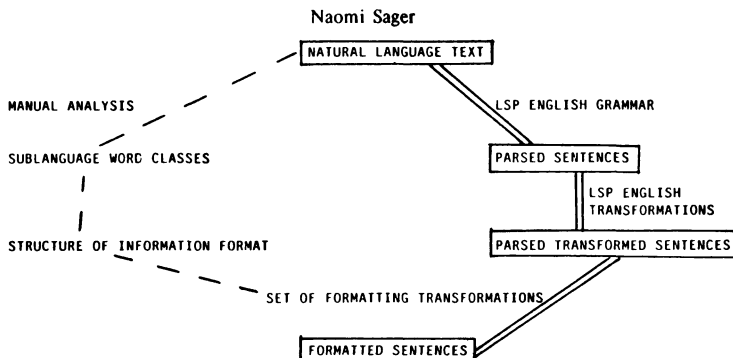 Naomi Sager
NATURAL LANGUAGE TEXT
MANUAL ANALYSIS
LSP ENGLISH GRAMMAR
SUBLANGUAGE WORD CLASSES
PARSED SENTENCES
LSP ENGLISH
TRANSFORMATIONS
STRUCTURE OF INFORMATION FORMAT
PARSED TRANSFORMED SENTENCES
SET OF FORMATTING TRANSFORMATIONS
FORMATTED SENTENCES